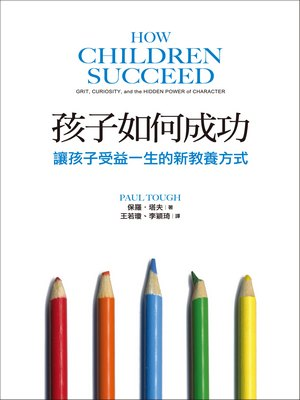 HOW
CHILDREN
SUCCEED
GRIT, CURIOSITY, and the HIDDEN POWER of CHARACTER
孩子如何成功
讓孩子受益一生的新教養方式
PAUL TOUGH
保羅・塔夫 著
王若瓊、李穎琦 譯